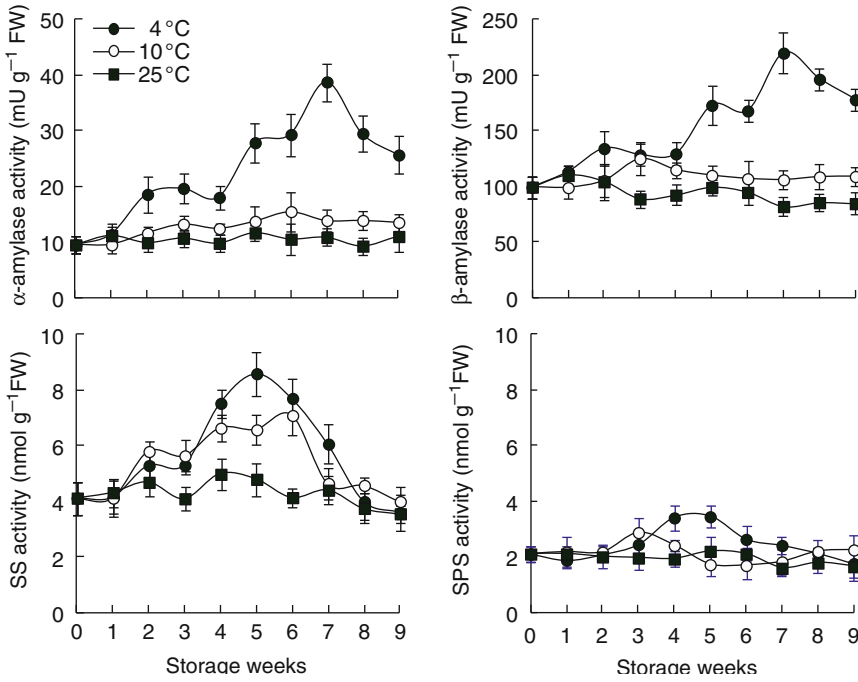 50
40
30
20
10
0
α-amylase activity (mU g⁻¹ FW)
4 °C
10 °C
25 °C
250
200
150
100
50
0
β-amylase activity (mU g⁻¹ FW)
10
8
6
4
2
0
SS activity (nmol g⁻¹FW)
0 1 2 3 4 5 6 7 8 9
Storage weeks
10
8
6
4
2
0
SPS activity (nmol g⁻¹FW)
0 1 2 3 4 5 6 7 8 9
Storage weeks